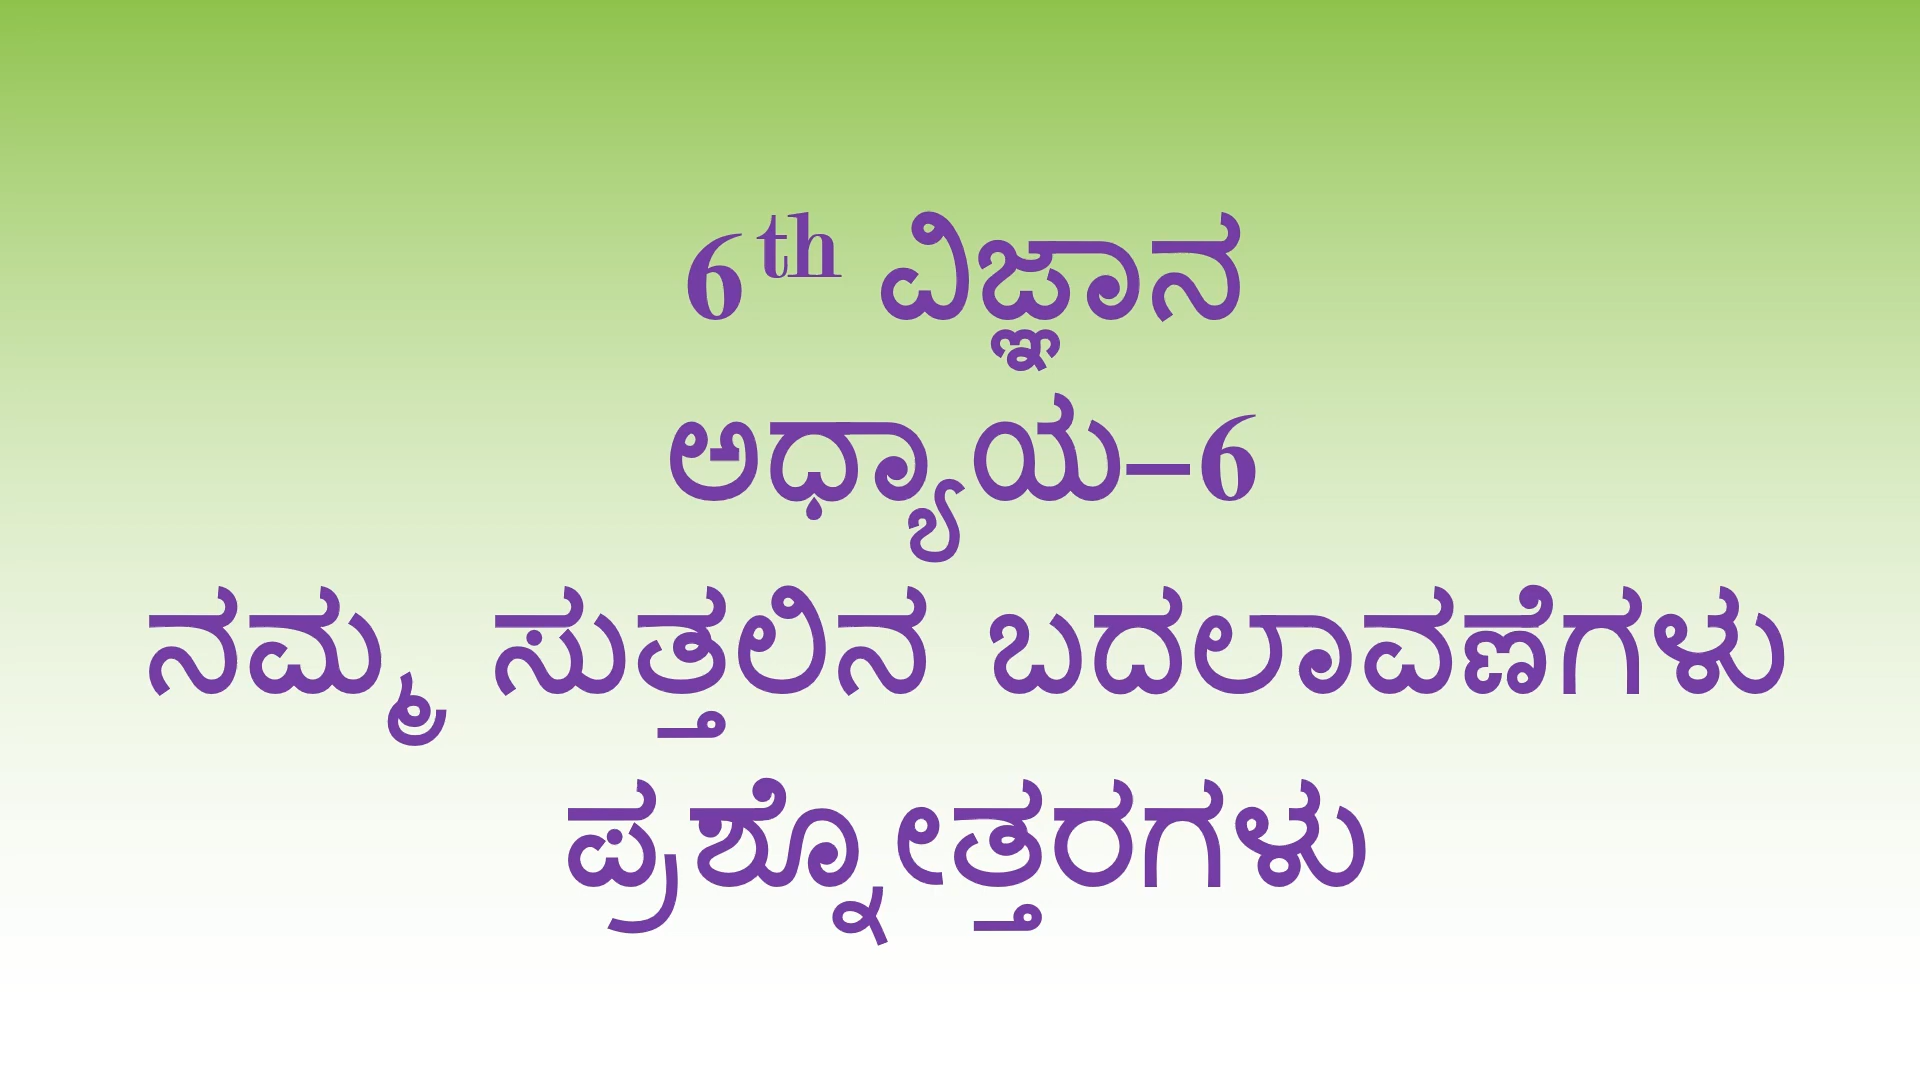 6th ವಿಜ್ಞಾನ
ಅಧ್ಯಾಯ–6
ನಮ್ಮ ಸುತ್ತಲಿನ ಬದಲಾವಣೆಗಳು
ಪ್ರಶ್ನೋತ್ತರಗಳು